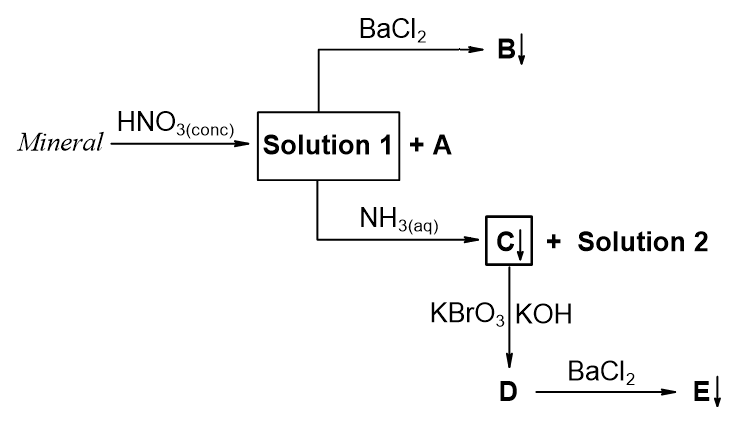 BaCl₂
B↓
Mineral
HNO₃(conc)
Solution 1 + A
NH₃(aq)
C↓ + Solution 2
KBrO₃ KOH
D
BaCl₂
E↓